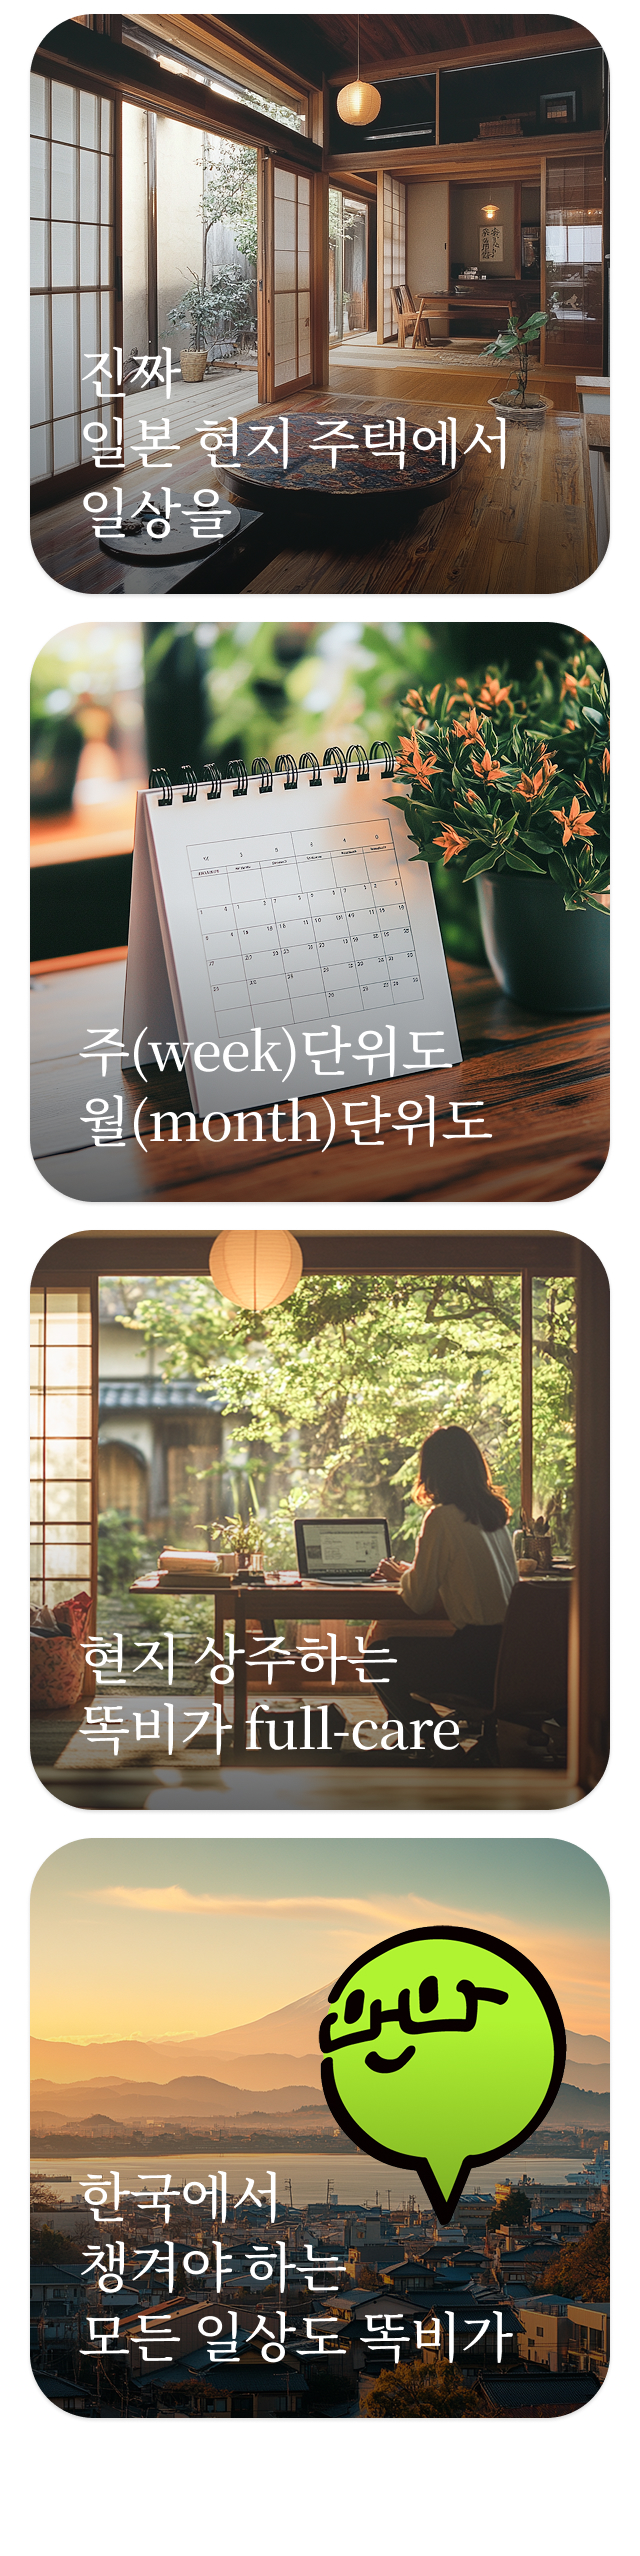 진짜
일본 현지 주택에서
일상을
주(week)단위도
월(month)단위도
현지 상주하는
똑비가 full-care
한국에서
챙겨야 하는
모든 일상도 똑비가